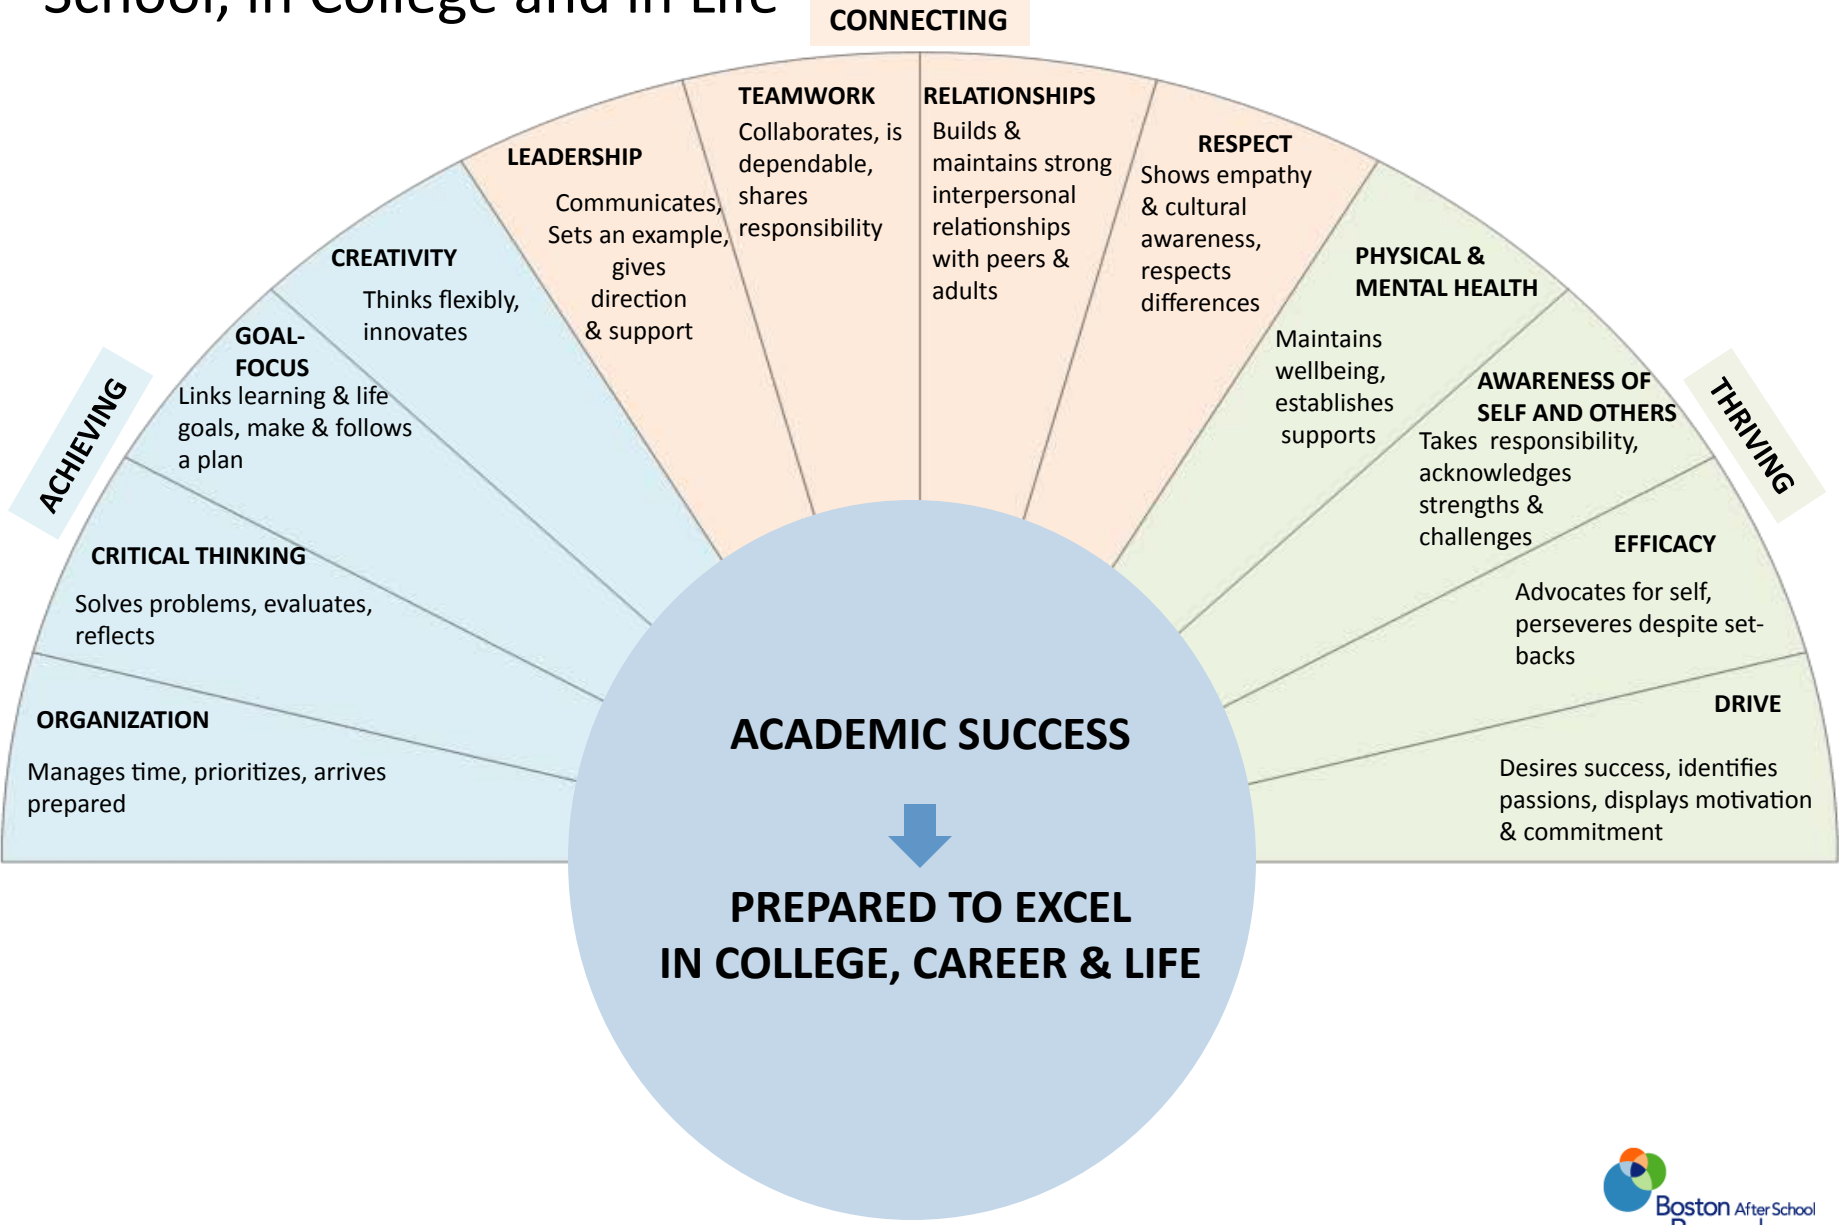 School, in College and in Life
CONNECTING
ACHIEVING
THRIVING
ORGANIZATION
Manages time, prioritizes, arrives
prepared
CRITICAL THINKING
Solves problems, evaluates,
reflects
GOAL-
FOCUS
Links learning & life
goals, make & follows
a plan
CREATIVITY
Thinks flexibly,
innovates
LEADERSHIP
Communicates,
Sets an example,
gives
direction
& support
TEAMWORK
Collaborates, is
dependable,
shares
responsibility
RELATIONSHIPS
Builds &
maintains strong
interpersonal
relationships
with peers &
adults
RESPECT
Shows empathy
& cultural
awareness,
respects
differences
PHYSICAL &
MENTAL HEALTH
Maintains
wellbeing,
establishes
supports
AWARENESS OF
SELF AND OTHERS
Takes responsibility,
acknowledges
strengths &
challenges
EFFICACY
Advocates for self,
perseveres despite set-
backs
DRIVE
Desires success, identifies
passions, displays motivation
& commitment
ACADEMIC SUCCESS
PREPARED TO EXCEL
IN COLLEGE, CAREER & LIFE
Boston After School